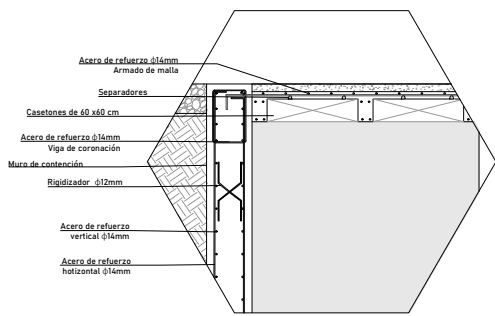 Acero de refuerzo ϕ14mm
Armado de malla
Separadores
Casetones de 60 x60 cm
Acero de refuerzo ϕ14mm
Viga de coronación
Muro de contención
Rigidizador ϕ12mm
Acero de refuerzo
vertical ϕ14mm
Acero de refuerzo
hotizontal ϕ14mm